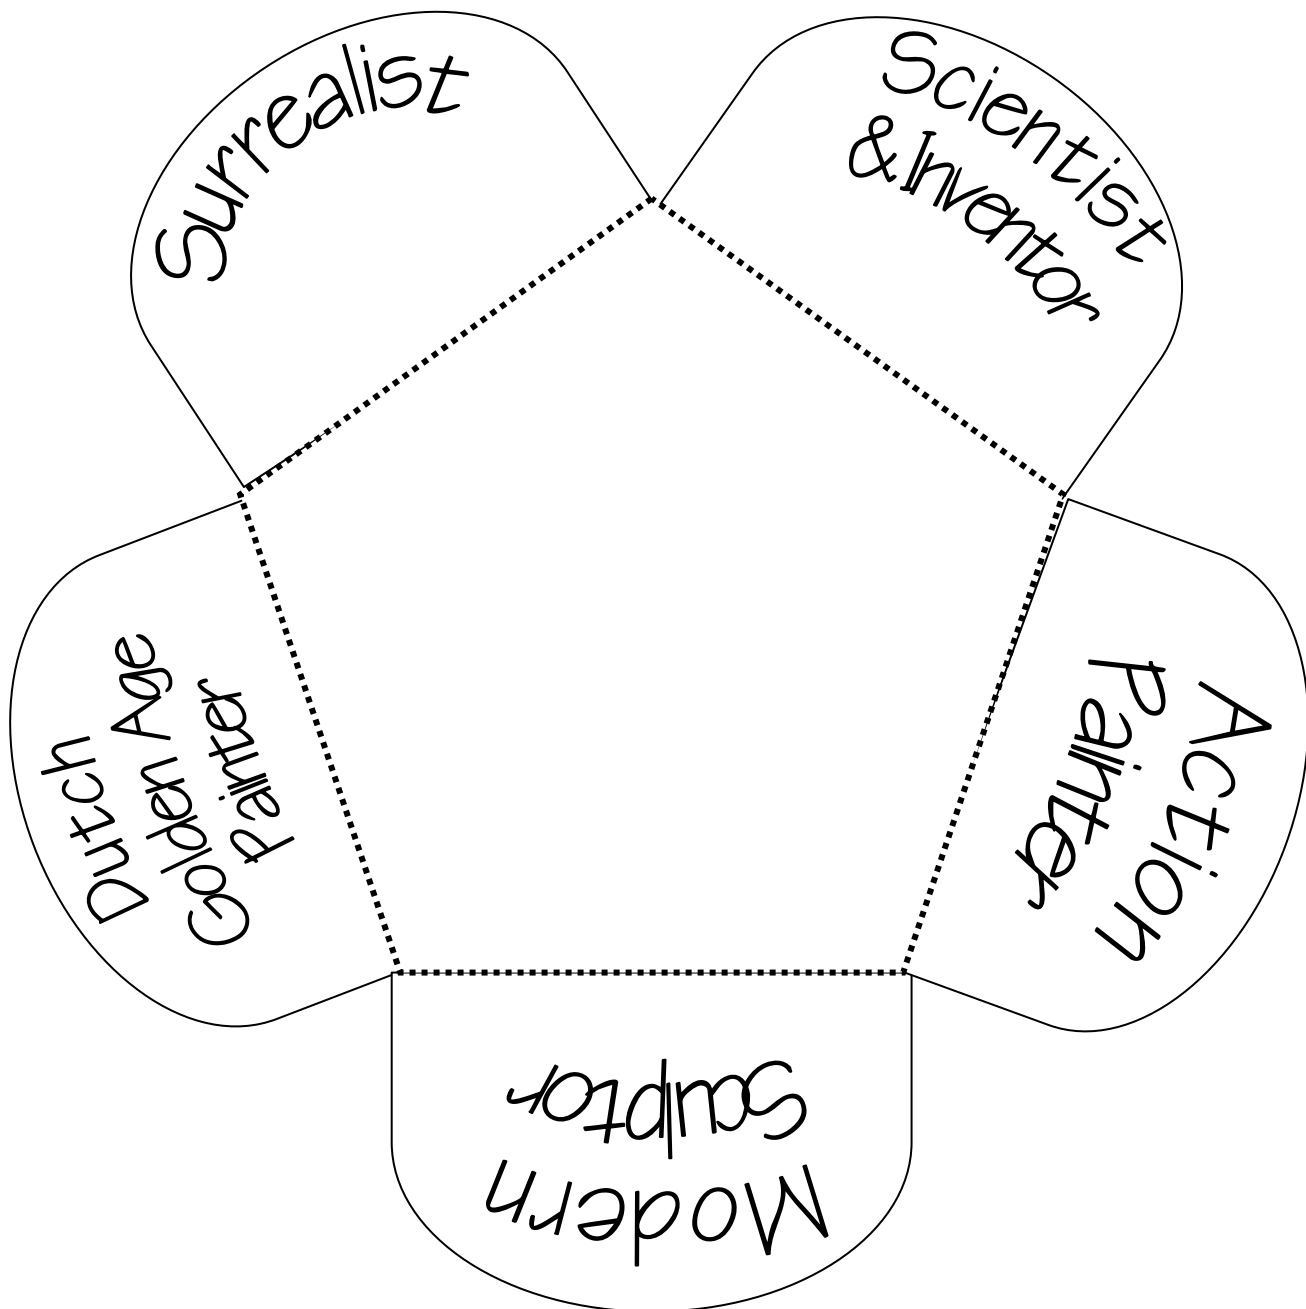 Surrealist
Scientist
&Inventor
Action
Painter
Modern
Sculptor
Dutch
Golden Age
Painter